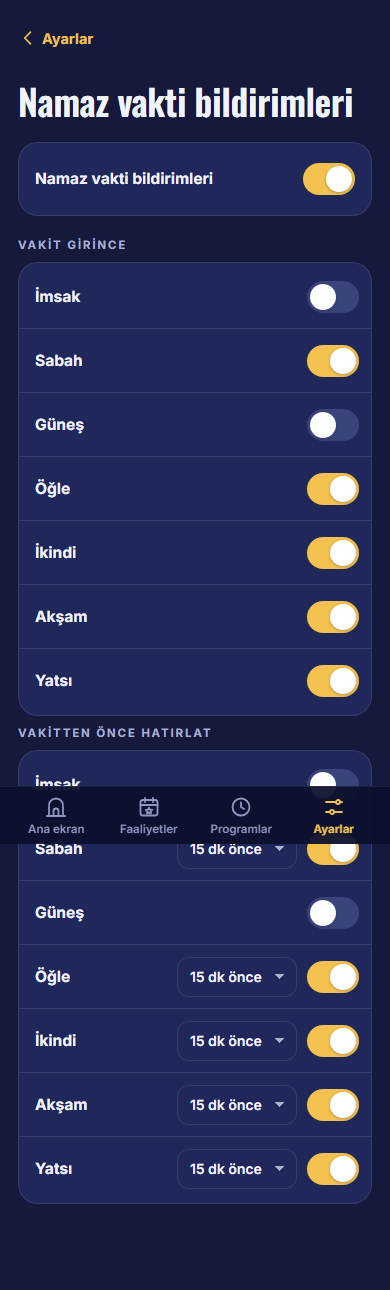 Ayarlar
Namaz vakti bildirimleri
Namaz vakti bildirimleri
VAKİT GİRİNCE
İmsak
Sabah
Güneş
Öğle
İkindi
Akşam
Yatsı
VAKİTTEN ÖNCE HATIRLAT
İmsak
Ana ekran Faaliyetler Programlar Ayarlar
Sabah 15 dk önce
Güneş
Öğle 15 dk önce
İkindi 15 dk önce
Akşam 15 dk önce
Yatsı 15 dk önce